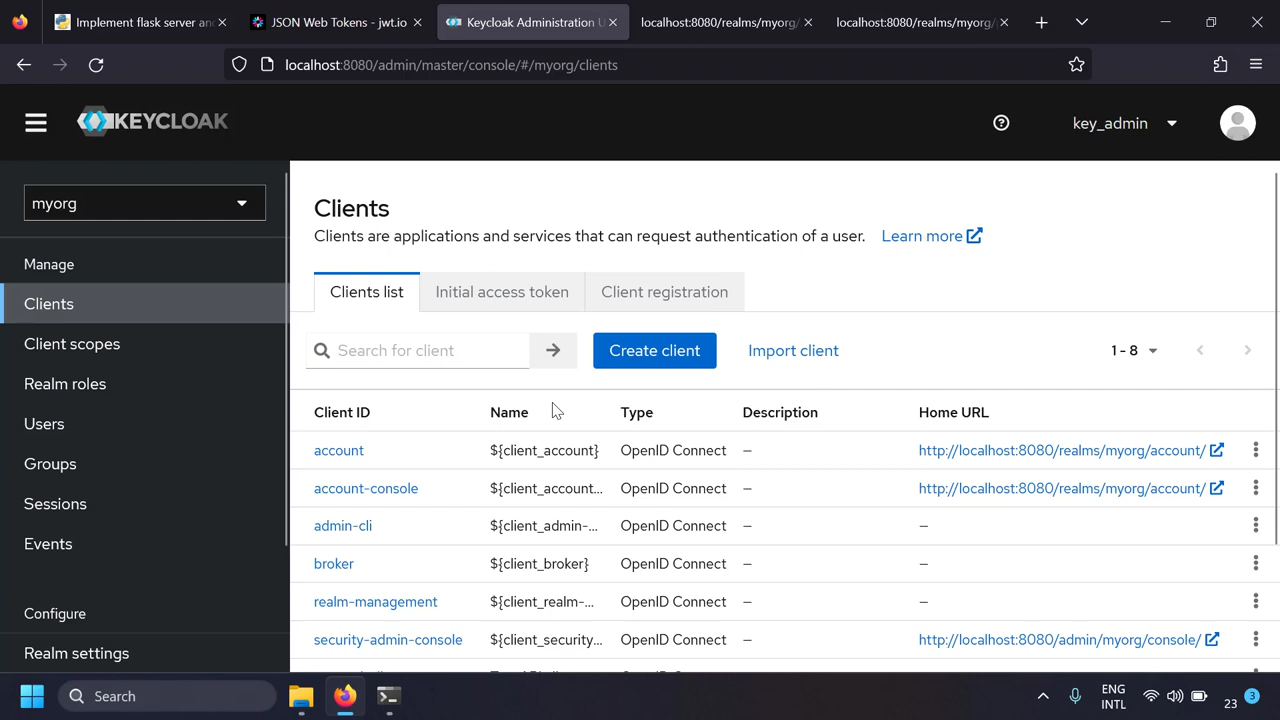 Implement flask server an
JSON Web Tokens - jwt.io
Keycloak Administration U
localhost:8080/realms/myorg/
localhost:8080/realms/myorg/
localhost:8080/admin/master/console/#/myorg/clients
KEYCLOAK
key_admin
myorg
Manage
Clients
Client scopes
Realm roles
Users
Groups
Sessions
Events
Configure
Realm settings
Clients
Clients are applications and services that can request authentication of a user. Learn more
Clients list Initial access token Client registration
Search for client Create client Import client 1 - 8
Client ID Name Type Description Home URL
account ${client_account} OpenID Connect – http://localhost:8080/realms/myorg/account/
account-console ${client_account... OpenID Connect – http://localhost:8080/realms/myorg/account/
admin-cli ${client_admin-... OpenID Connect – –
broker ${client_broker} OpenID Connect – –
realm-management ${client_realm-... OpenID Connect – –
security-admin-console ${client_security... OpenID Connect – http://localhost:8080/admin/myorg/console/
Search
ENG
INTL
23
3